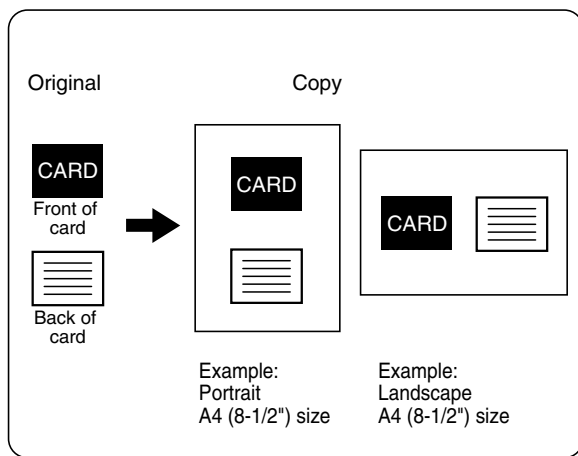 Original
Copy
CARD
Front of
card
Back of
card
CARD
CARD
Example:
Portrait
A4 (8-1/2") size
Example:
Landscape
A4 (8-1/2") size